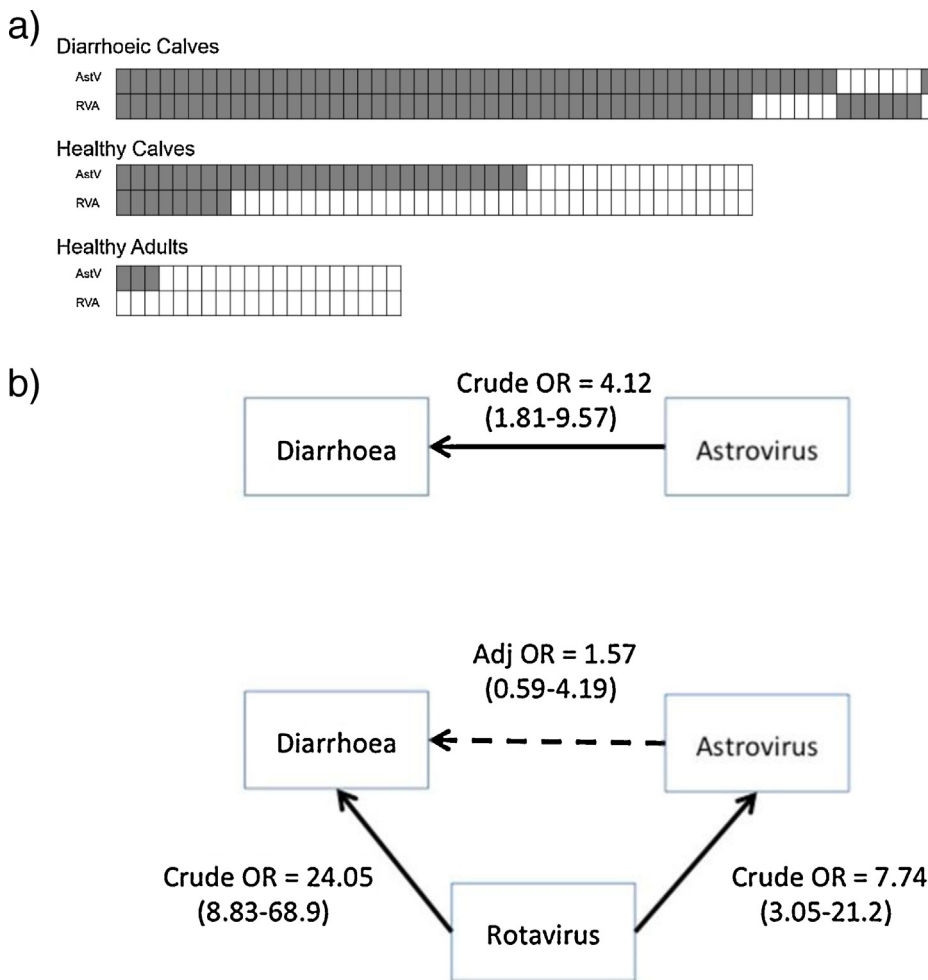 a)
Diarrhoeic Calves
AstV
RVA
Healthy Calves
AstV
RVA
Healthy Adults
AstV
RVA
b)
Crude OR = 4.12
(1.81-9.57)
Diarrhoea
Astrovirus
Adj OR = 1.57
(0.59-4.19)
Diarrhoea
Astrovirus
Crude OR = 24.05
(8.83-68.9)
Crude OR = 7.74
(3.05-21.2)
Rotavirus